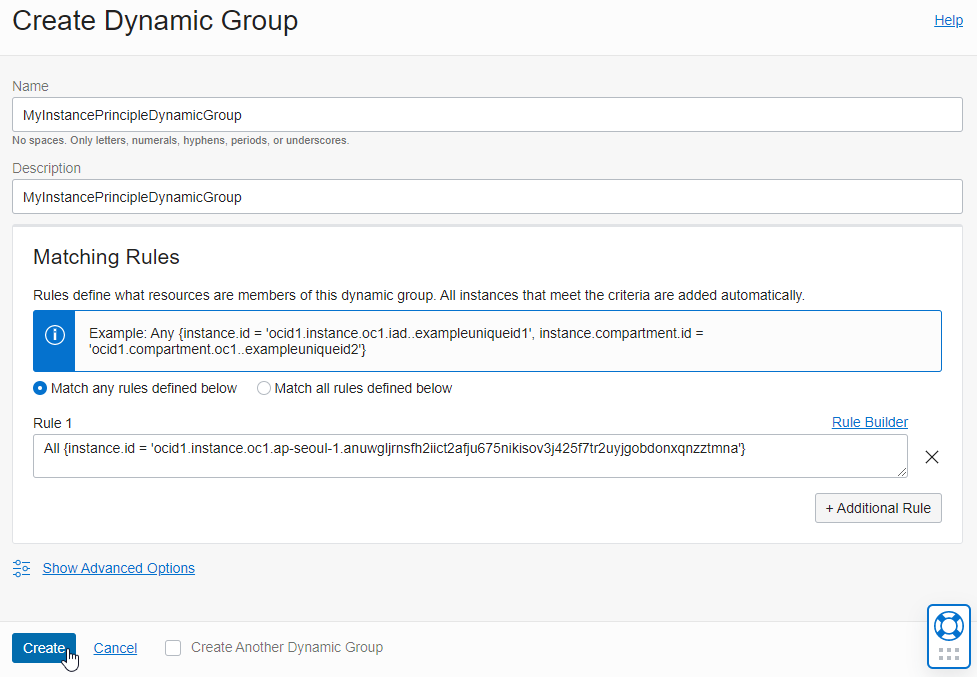 Create Dynamic Group
Help
Name
MyInstancePrincipleDynamicGroup
No spaces. Only letters, numerals, hyphens, periods, or underscores.
Description
MyInstancePrincipleDynamicGroup
Matching Rules
Rules define what resources are members of this dynamic group. All instances that meet the criteria are added automatically.
Example: Any {instance.id = 'ocid1.instance.oc1.iad..exampleuniqueid1', instance.compartment.id =
'ocid1.compartment.oc1..exampleuniqueid2'}
Match any rules defined below
Match all rules defined below
Rule 1
Rule Builder
All {instance.id = 'ocid1.instance.oc1.ap-seoul-1.anuwgljrnsfh2iict2afju675nikisov3j425f7tr2uyjgobdonxqnzztmna'}
+ Additional Rule
Show Advanced Options
Create
Cancel
Create Another Dynamic Group